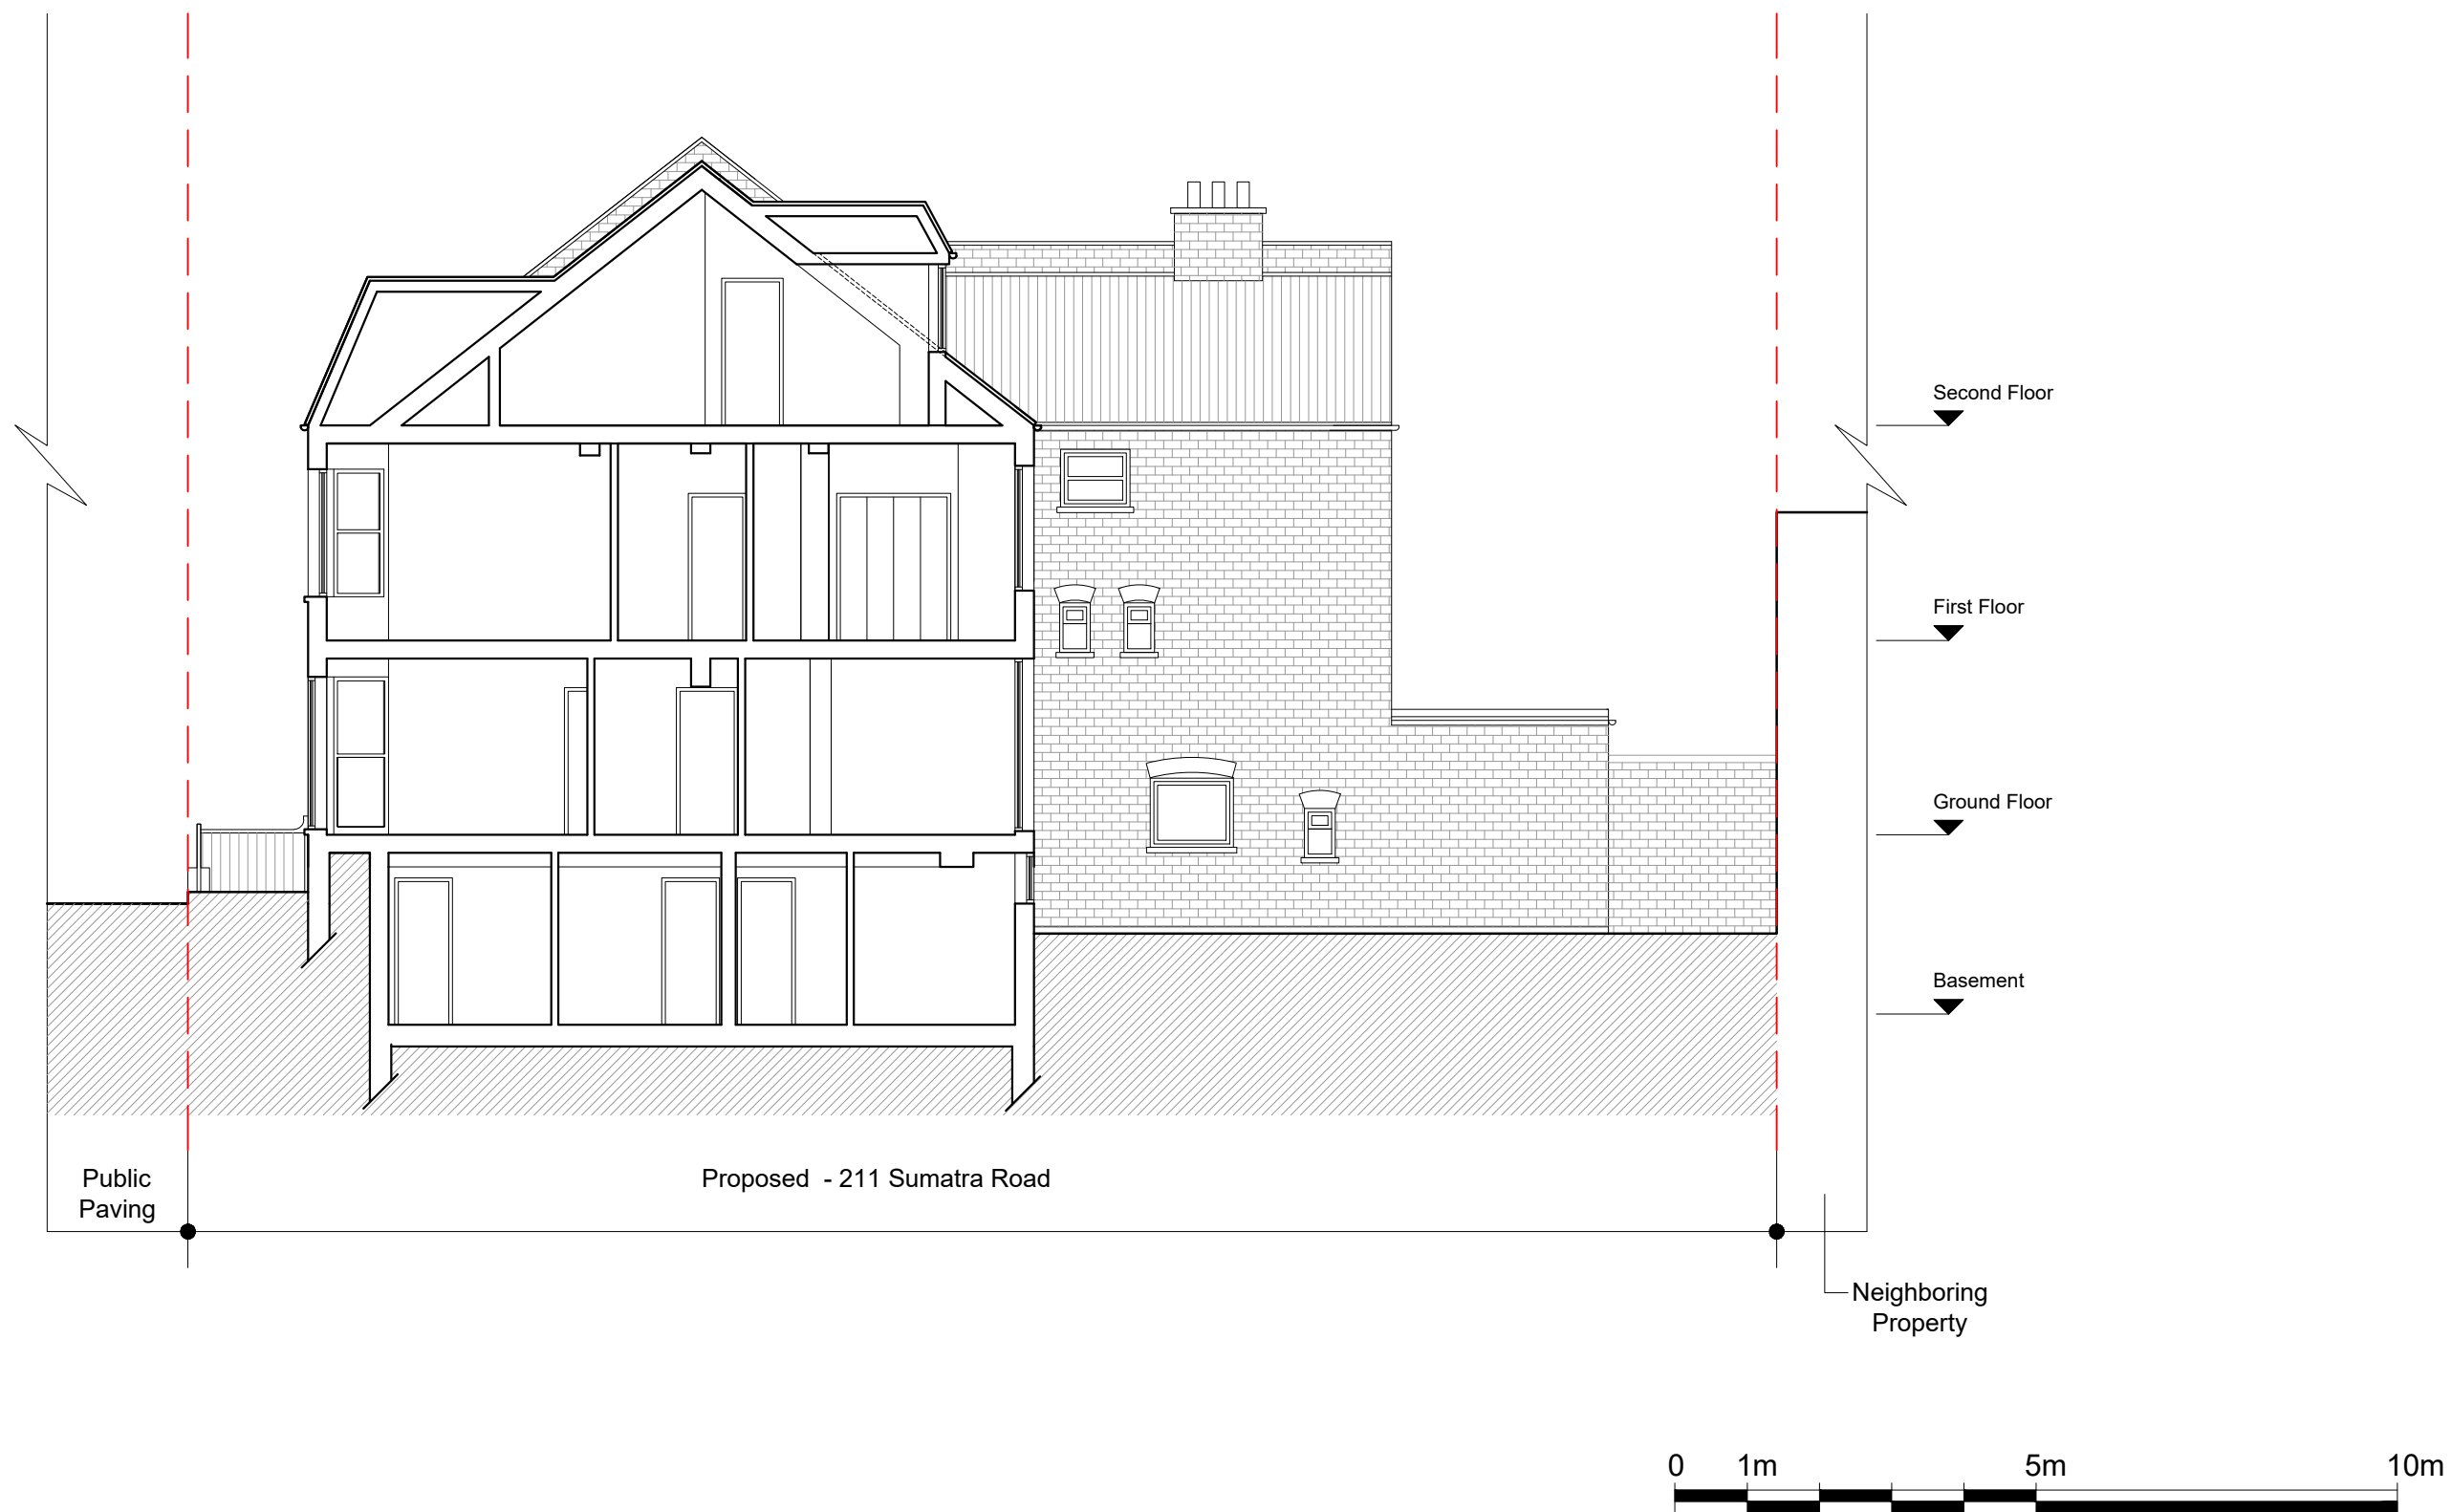 Second Floor
First Floor
Ground Floor
Basement
Public
Paving
Proposed - 211 Sumatra Road
Neighboring
Property
0 1m 5m 10m